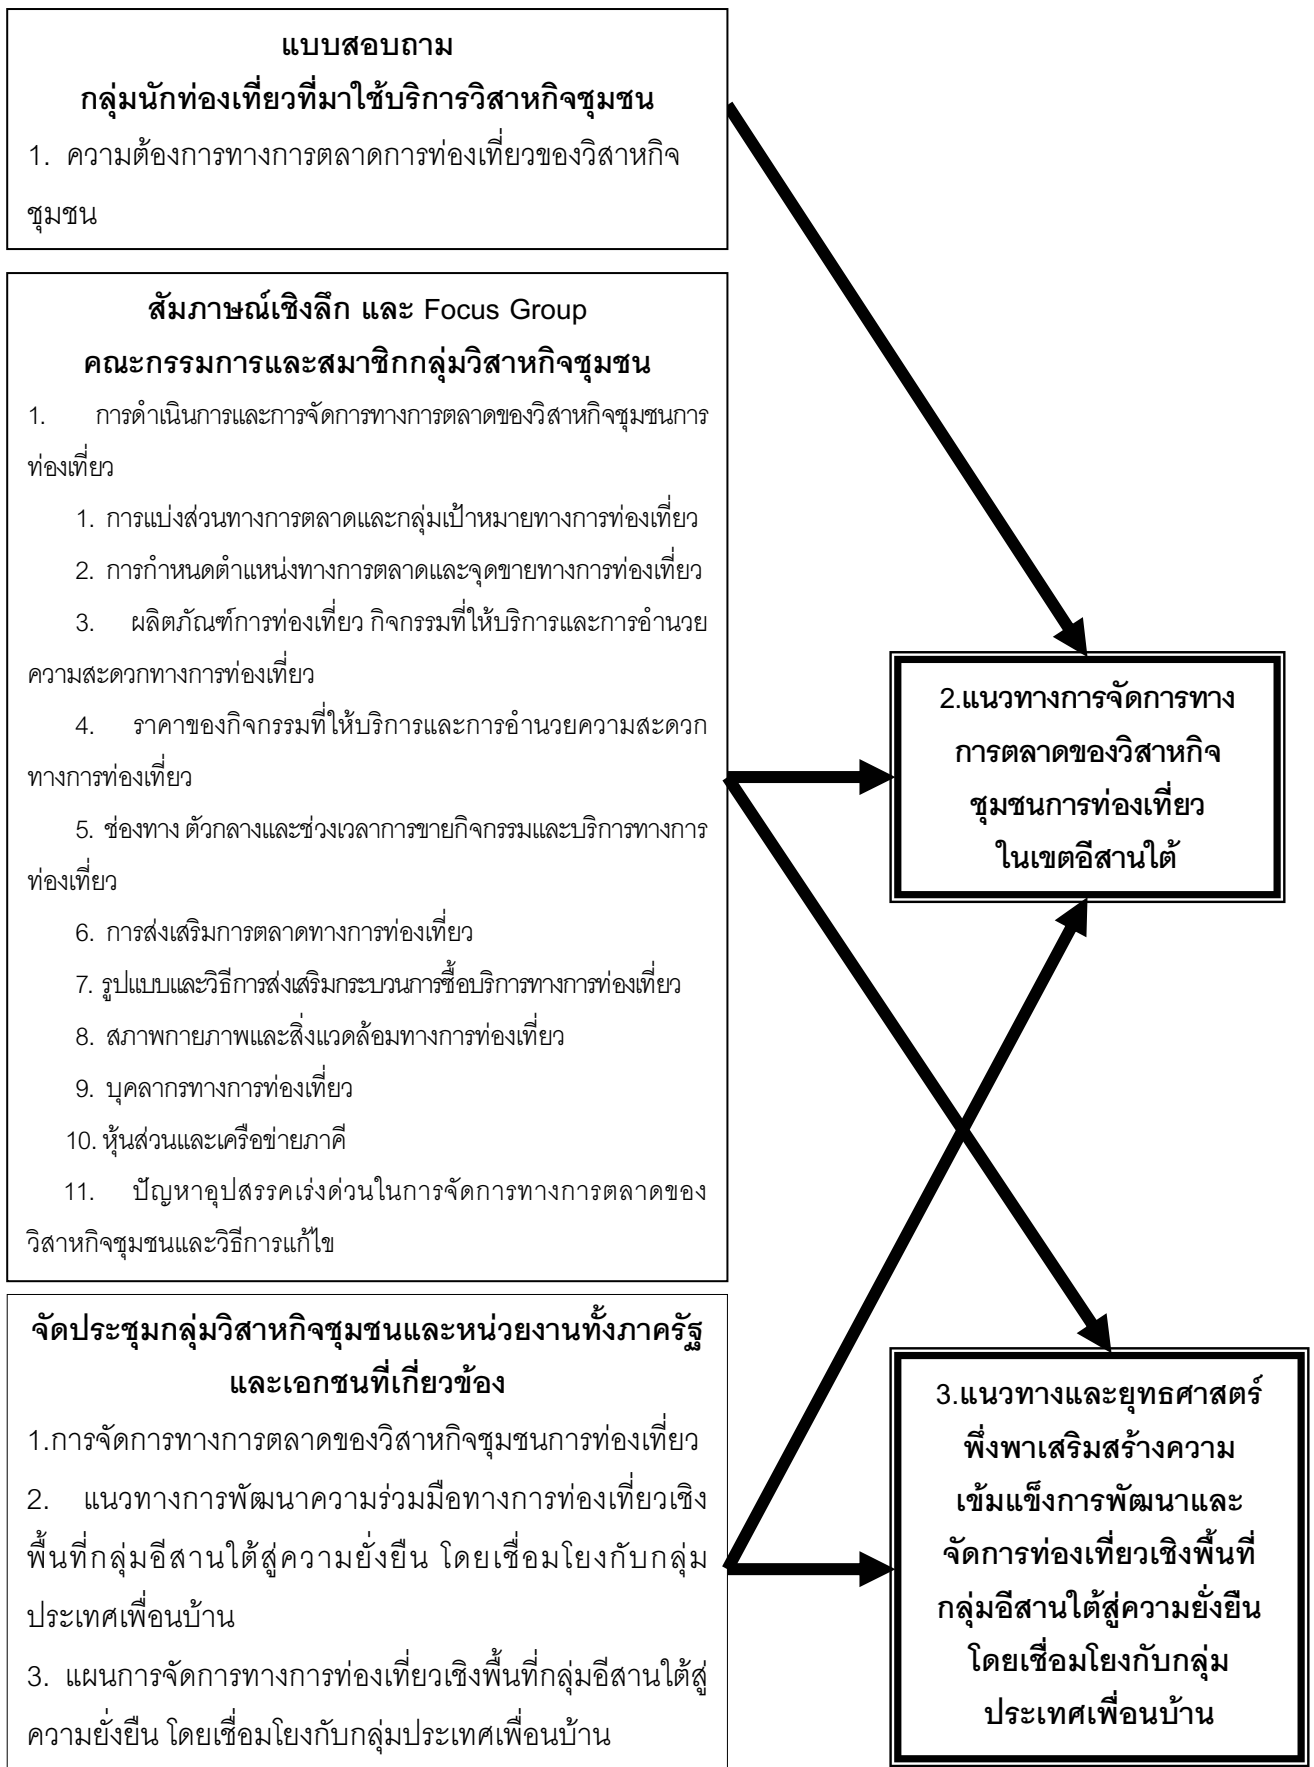 แบบสอบถาม
กลุ่มนักท่องเที่ยวที่มาใช้บริการวิสาหกิจชุมชน
1. ความต้องการทางการตลาดการท่องเที่ยวของวิสาหกิจ
ชุมชน
สัมภาษณ์เชิงลึก และ Focus Group
คณะกรรมการและสมาชิกกลุ่มวิสาหกิจชุมชน
1. การดำเนินการและการจัดการทางการตลาดของวิสาหกิจชุมชนการ
ท่องเที่ยว
1. การแบ่งส่วนทางการตลาดและกลุ่มเป้าหมายทางการท่องเที่ยว
2. การกำหนดตำแหน่งทางการตลาดและจุดขายทางการท่องเที่ยว
3. ผลิตภัณฑ์การท่องเที่ยว กิจกรรมที่ให้บริการและการอำนวย
ความสะดวกทางการท่องเที่ยว
4. ราคาของกิจกรรมที่ให้บริการและการอำนวยความสะดวก
ทางการท่องเที่ยว
5. ช่องทาง ตัวกลางและช่วงเวลาการขายกิจกรรมและบริการทางการ
ท่องเที่ยว
6. การส่งเสริมการตลาดทางการท่องเที่ยว
7. รูปแบบและวิธีการส่งเสริมกระบวนการซื้อบริการทางการท่องเที่ยว
8. สภาพกายภาพและสิ่งแวดล้อมทางการท่องเที่ยว
9. บุคลากรทางการท่องเที่ยว
10. หุ้นส่วนและเครือข่ายภาคี
11. ปัญหาอุปสรรคเร่งด่วนในการจัดการทางการตลาดของ
วิสาหกิจชุมชนและวิธีการแก้ไข
จัดประชุมกลุ่มวิสาหกิจชุมชนและหน่วยงานทั้งภาครัฐ
และเอกชนที่เกี่ยวข้อง
1.การจัดการทางการตลาดของวิสาหกิจชุมชนการท่องเที่ยว
2. แนวทางการพัฒนาความร่วมมือทางการท่องเที่ยวเชิง
พื้นที่กลุ่มอีสานใต้สู่ความยั่งยืน โดยเชื่อมโยงกับกลุ่ม
ประเทศเพื่อนบ้าน
3. แผนการจัดการทางการท่องเที่ยวเชิงพื้นที่กลุ่มอีสานใต้สู่
ความยั่งยืน โดยเชื่อมโยงกับกลุ่มประเทศเพื่อนบ้าน
2.แนวทางการจัดการทาง
การตลาดของวิสาหกิจ
ชุมชนการท่องเที่ยว
ในเขตอีสานใต้
3.แนวทางและยุทธศาสตร์
พึ่งพาเสริมสร้างความ
เข้มแข็งการพัฒนาและ
จัดการท่องเที่ยวเชิงพื้นที่
กลุ่มอีสานใต้สู่ความยั่งยืน
โดยเชื่อมโยงกับกลุ่ม
ประเทศเพื่อนบ้าน